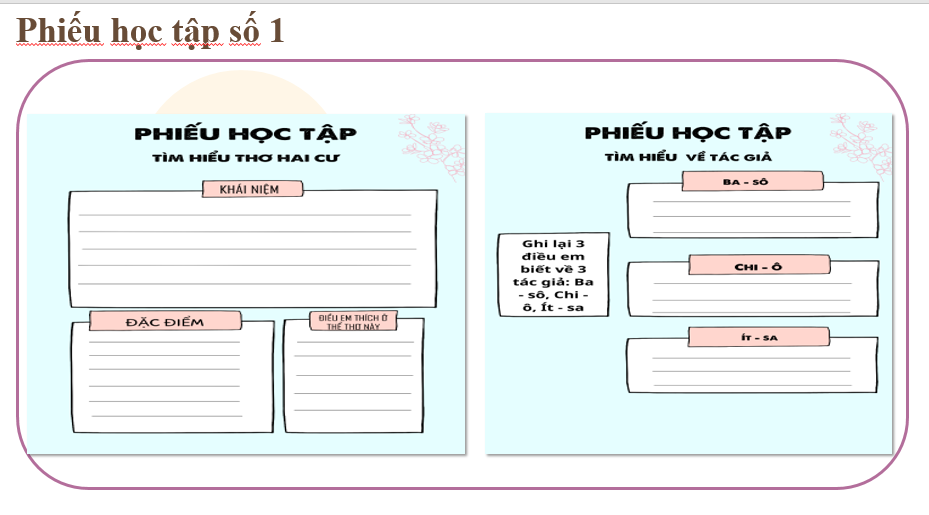 Phiếu học tập số 1
PHIẾU HỌC TẬP
TÌM HIỂU THƠ HAI CƯ
KHÁI NIỆM
ĐẶC ĐIỂM
ĐIỀU EM THÍCH Ở
THỂ THƠ NÀY
PHIẾU HỌC TẬP
TÌM HIỂU VỀ TÁC GIẢ
Ghi lại 3
điều em
biết về 3
tác giả: Ba
- sô, Chi -
ô, Ít - sa
BA - SÔ
CHI - Ô
ÍT - SA